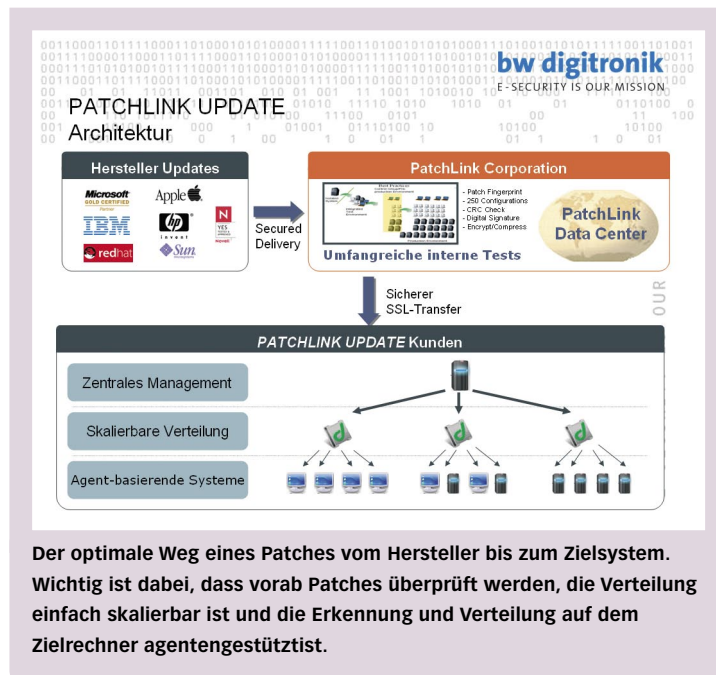 bw digitronik
E-SECURITY IS OUR MISSION
PATCHLINK UPDATE
Architektur
Hersteller Updates
Microsoft
GOLD CERTIFIED
Partner
Apple
IBM
hp
invent
N
YES
Novell
redhat
Sun
Secured
Delivery
PatchLink Corporation
- Patch Fingerprint
- 250 Configurations
- CRC Check
- Digital Signature
- Encrypt/Compress
Umfangreiche interne Tests
PatchLink
Data Center
Sicherer
SSL-Transfer
OUR
PATCHLINK UPDATE Kunden
Zentrales Management
Skalierbare Verteilung
Agent-basierende Systeme
Der optimale Weg eines Patches vom Hersteller bis zum Zielsystem.
Wichtig ist dabei, dass vorab Patches überprüft werden, die Verteilung
einfach skalierbar ist und die Erkennung und Verteilung auf dem
Zielrechner agentengestütztist.